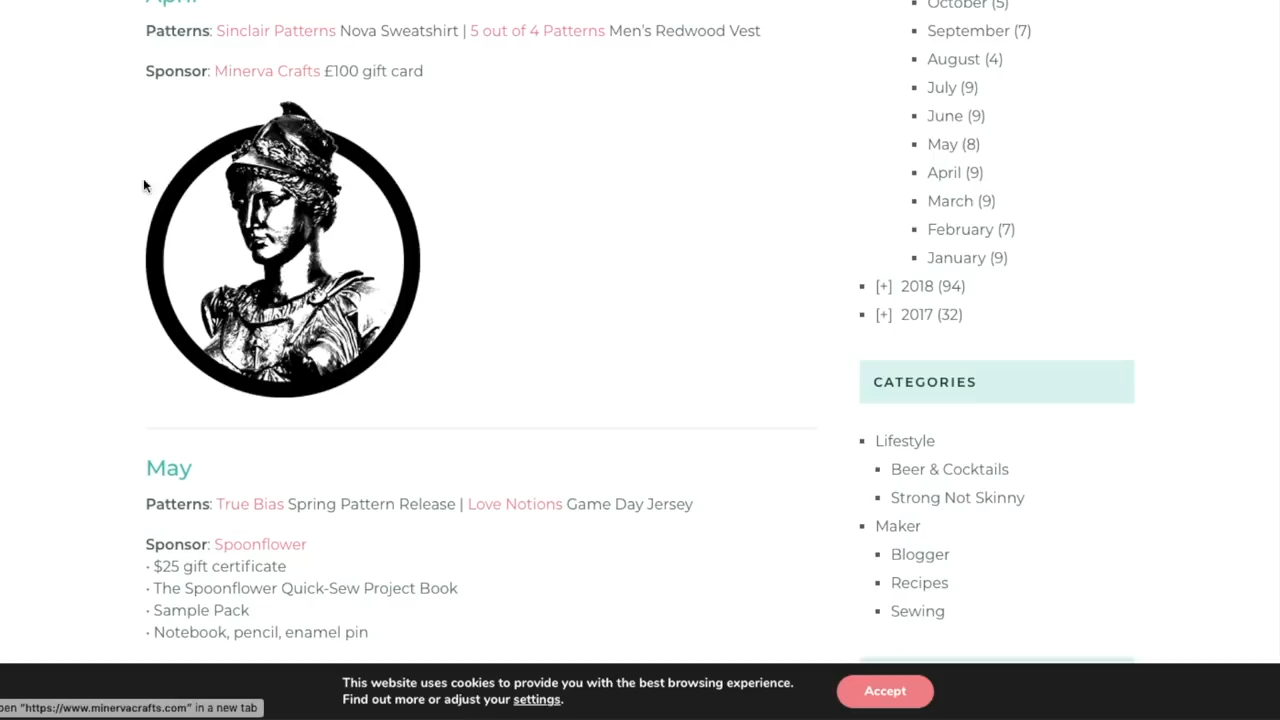 Patterns: Sinclair Patterns Nova Sweatshirt | 5 out of 4 Patterns Men's Redwood Vest
Sponsor: Minerva Crafts £100 gift card
May
Patterns: True Bias Spring Pattern Release | Love Notions Game Day Jersey
Sponsor: Spoonflower
• $25 gift certificate
• The Spoonflower Quick-Sew Project Book
• Sample Pack
• Notebook, pencil, enamel pin
October (5)
September (7)
August (4)
July (9)
June (9)
May (8)
April (9)
March (9)
February (7)
January (9)
[+] 2018 (94)
[+] 2017 (32)
CATEGORIES
Lifestyle
Beer & Cocktails
Strong Not Skinny
Maker
Blogger
Recipes
Sewing
This website uses cookies to provide you with the best browsing experience.
Find out more or adjust your settings.
Accept
pen "https://www.minervacrafts.com" in a new tab